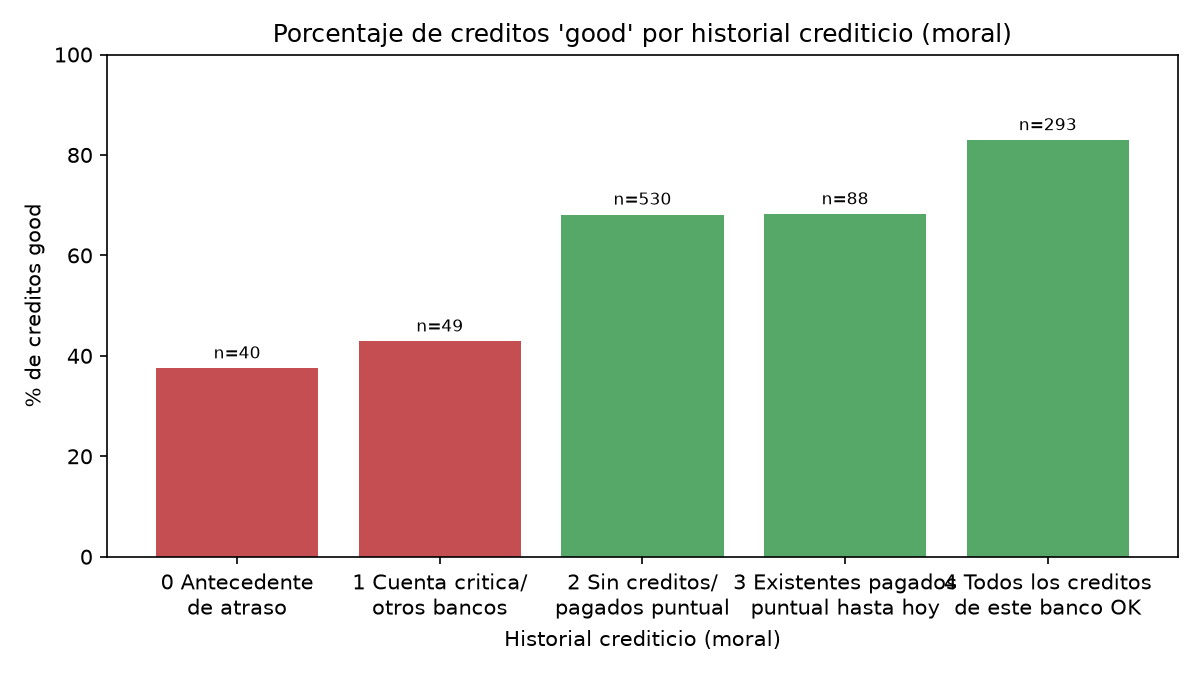 Porcentaje de creditos 'good' por historial crediticio (moral)
100
80
60
40
20
0
% de creditos good
n=40
n=49
n=530
n=88
n=293
0 Antecedente
de atraso
1 Cuenta critica/
otros bancos
2 Sin creditos/
pagados puntual
3 Existentes pagados
puntual hasta hoy
4 Todos los creditos
de este banco OK
Historial crediticio (moral)